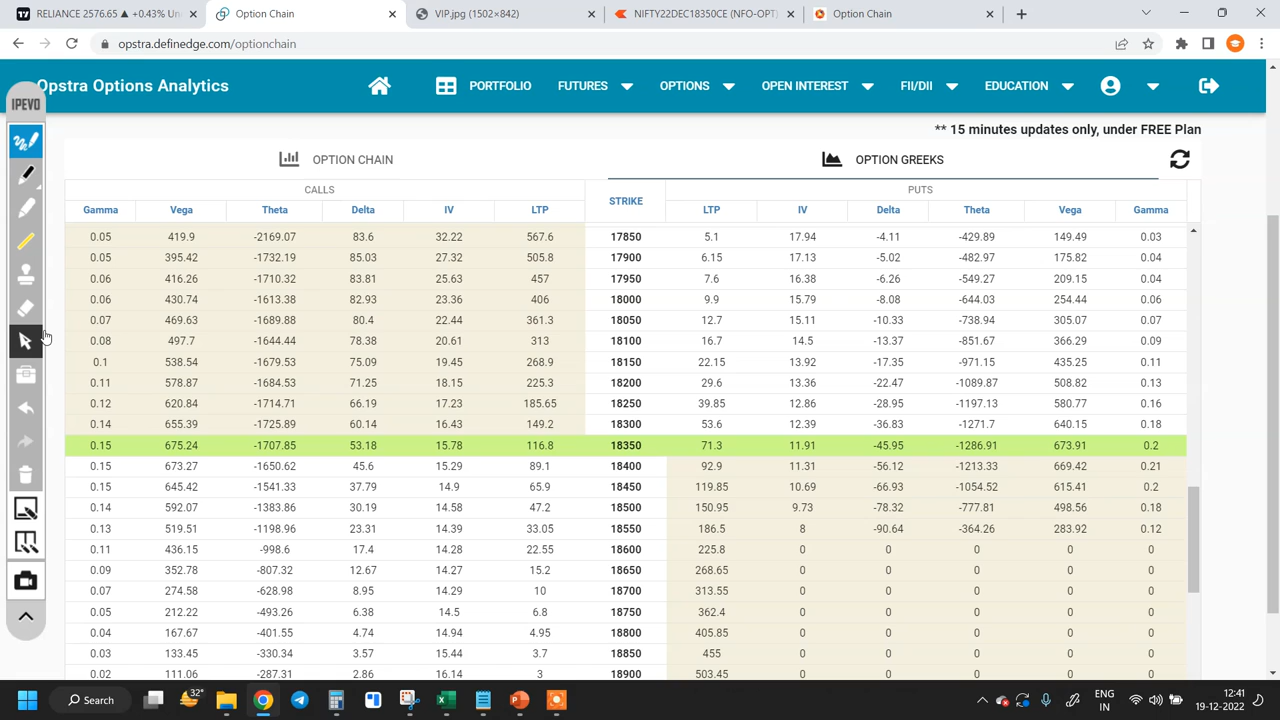 RELIANCE 2576.65 ▲ +0.43% Un
Option Chain
VIP.jpg (1502×842)
NIFTY22DEC18350CE (NFO-OPT)
Option Chain
opstra.definedge.com/optionchain
IPEVO
Opstra Options Analytics
PORTFOLIO
FUTURES
OPTIONS
OPEN INTEREST
FII/DII
EDUCATION
** 15 minutes updates only, under FREE Plan
OPTION CHAIN
OPTION GREEKS
CALLS
STRIKE
PUTS
Gamma Vega Theta Delta IV LTP LTP IV Delta Theta Vega Gamma
0.05 419.9 -2169.07 83.6 32.22 567.6 17850 5.1 17.94 -4.11 -429.89 149.49 0.03
0.05 395.42 -1732.19 85.03 27.32 505.8 17900 6.15 17.13 -5.02 -482.97 175.82 0.04
0.06 416.26 -1710.32 83.81 25.63 457 17950 7.6 16.38 -6.26 -549.27 209.15 0.04
0.06 430.74 -1613.38 82.93 23.36 406 18000 9.9 15.79 -8.08 -644.03 254.44 0.06
0.07 469.63 -1689.88 80.4 22.44 361.3 18050 12.7 15.11 -10.33 -738.94 305.07 0.07
0.08 497.7 -1644.44 78.38 20.61 313 18100 16.7 14.5 -13.37 -851.67 366.29 0.09
0.1 538.54 -1679.53 75.09 19.45 268.9 18150 22.15 13.92 -17.35 -971.15 435.25 0.11
0.11 578.87 -1684.53 71.25 18.15 225.3 18200 29.6 13.36 -22.47 -1089.87 508.82 0.13
0.12 620.84 -1714.71 66.19 17.23 185.65 18250 39.85 12.86 -28.95 -1197.13 580.77 0.16
0.14 655.39 -1725.89 60.14 16.43 149.2 18300 53.6 12.39 -36.83 -1271.7 640.15 0.18
0.15 675.24 -1707.85 53.18 15.78 116.8 18350 71.3 11.91 -45.95 -1286.91 673.91 0.2
0.15 673.27 -1650.62 45.6 15.29 89.1 18400 92.9 11.31 -56.12 -1213.33 669.42 0.21
0.15 645.42 -1541.33 37.79 14.9 65.9 18450 119.85 10.69 -66.93 -1054.52 615.41 0.2
0.14 592.07 -1383.86 30.19 14.58 47.2 18500 150.95 9.73 -78.32 -777.81 498.56 0.18
0.13 519.51 -1198.96 23.31 14.39 33.05 18550 186.5 8 -90.64 -364.26 283.92 0.12
0.11 436.15 -998.6 17.4 14.28 22.55 18600 225.8 0 0 0 0 0
0.09 352.78 -807.32 12.67 14.27 15.2 18650 268.65 0 0 0 0 0
0.07 274.58 -628.98 8.95 14.29 10 18700 313.55 0 0 0 0 0
0.05 212.22 -493.26 6.38 14.5 6.8 18750 362.4 0 0 0 0 0
0.04 167.67 -401.55 4.74 14.94 4.95 18800 405.85 0 0 0 0 0
0.03 133.45 -330.34 3.57 15.44 3.7 18850 455 0 0 0 0 0
0.02 111.06 -287.31 2.86 16.14 3 18900 503.45 0 0 0 0 0
Search
32°
ENG
IN
12:41
19-12-2022